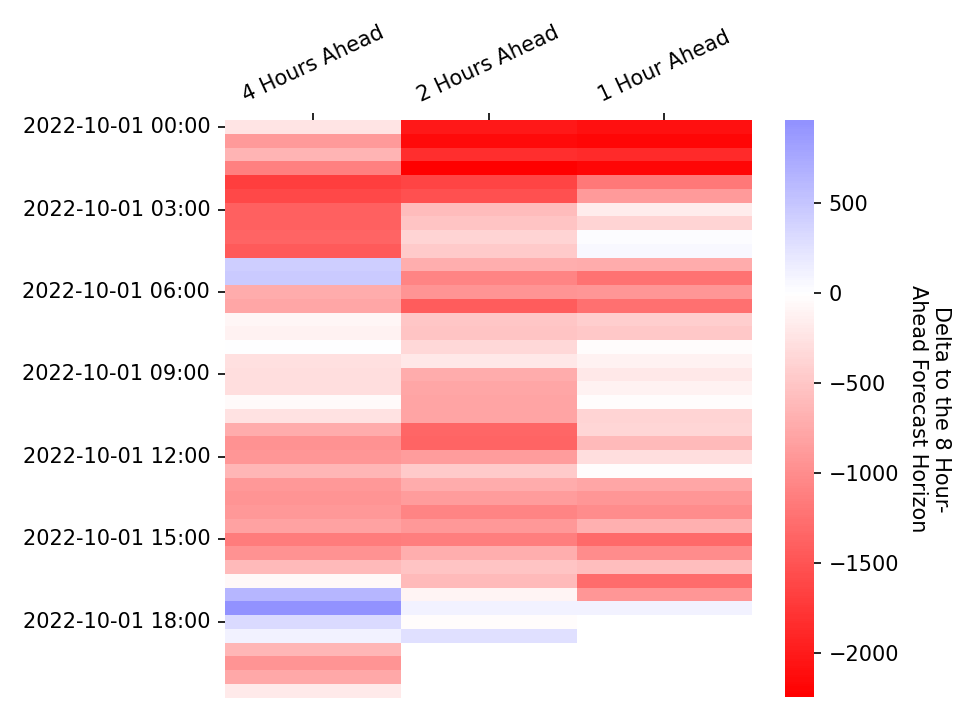 4 Hours Ahead
2 Hours Ahead
1 Hour Ahead
2022-10-01 00:00
2022-10-01 03:00
2022-10-01 06:00
2022-10-01 09:00
2022-10-01 12:00
2022-10-01 15:00
2022-10-01 18:00
500
0
−500
−1000
−1500
−2000
Delta to the 8 Hour-
Ahead Forecast Horizon